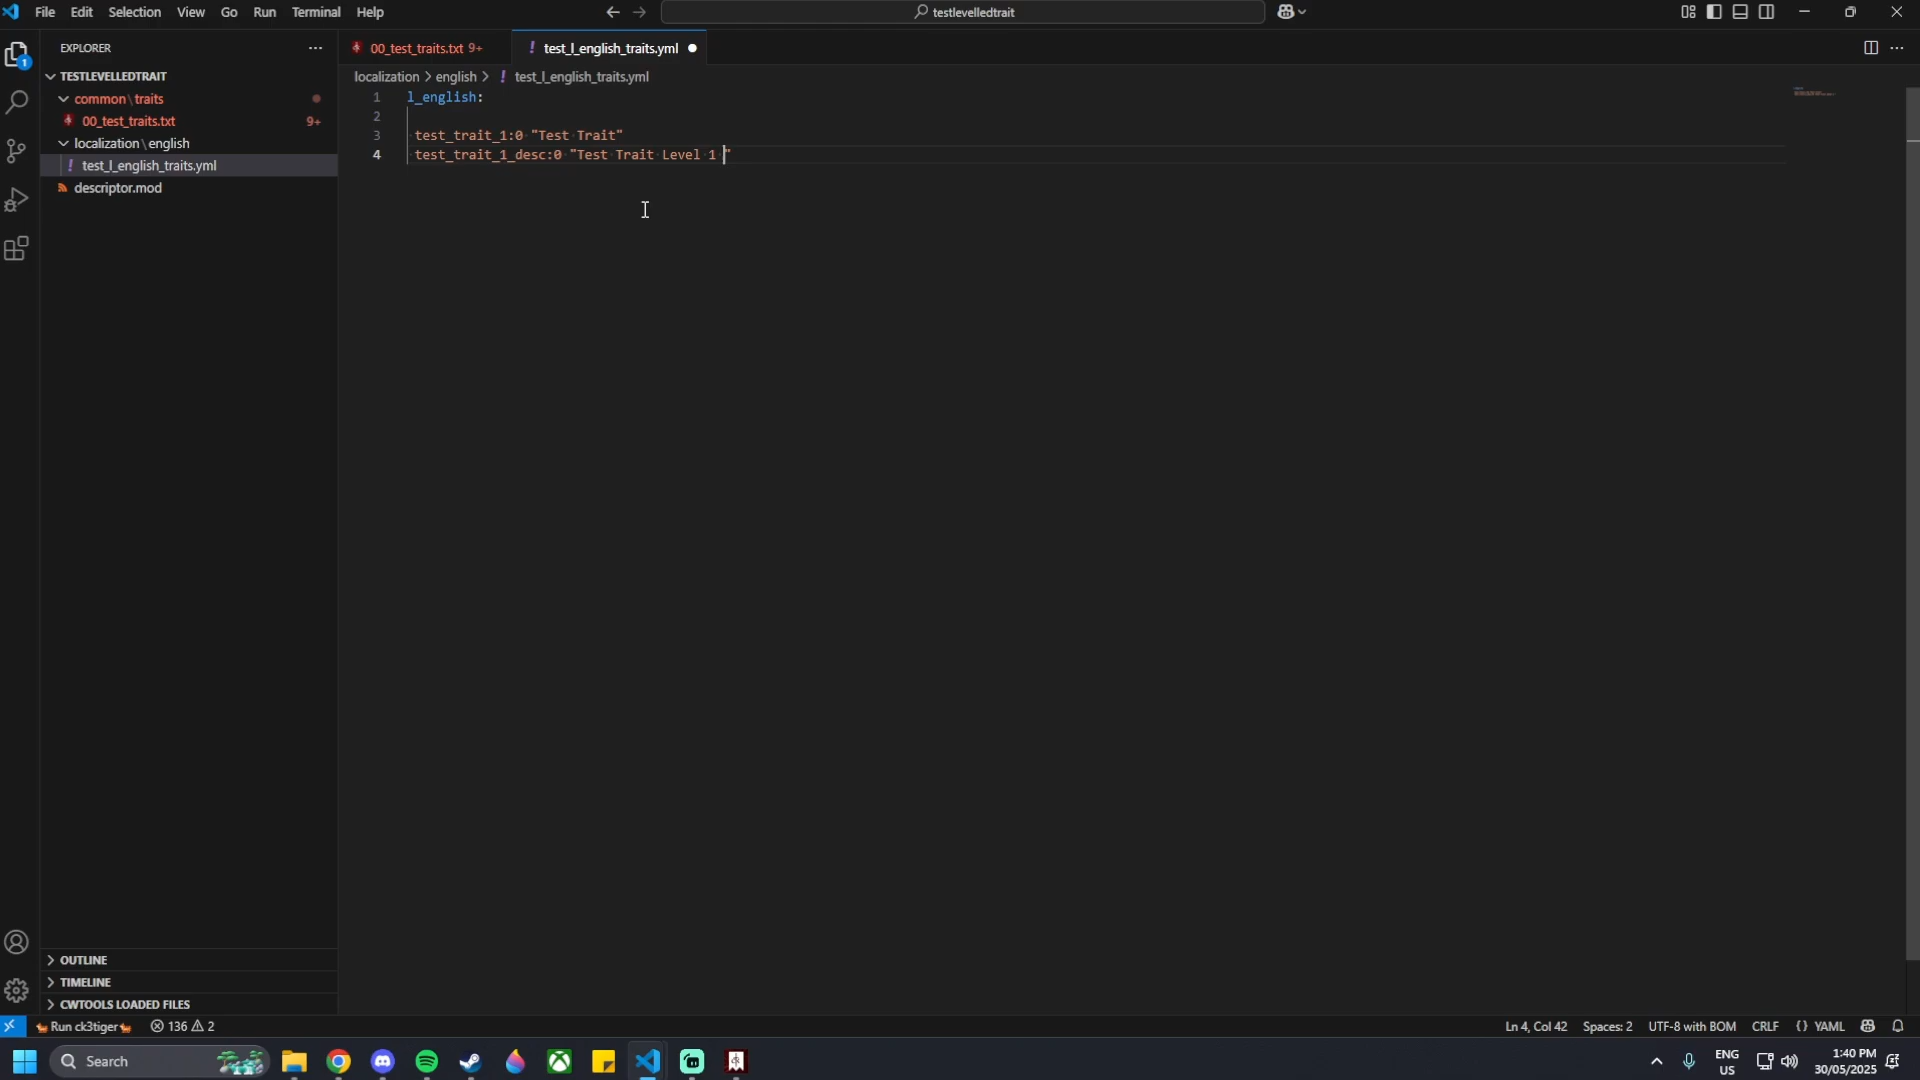 File Edit Selection View Go Run Terminal Help
testlevelledtrait
EXPLORER
TESTLEVELLEDTRAIT
common\traits
00_test_traits.txt 9+
localization\english
test_l_english_traits.yml
descriptor.mod
OUTLINE
TIMELINE
CWTOOLS LOADED FILES
1
00_test_traits.txt 9+
test_l_english_traits.yml
localization > english > ! test_l_english_traits.yml
1 l_english:
2
3 test_trait_1:0 "Test Trait"
4 test_trait_1_desc:0 "Test Trait Level 1 "
Run ck3tiger 136 2
Ln 4, Col 42 Spaces: 2 UTF-8 with BOM CRLF {} YAML
Search
ENG
US
1:40 PM
30/05/2025